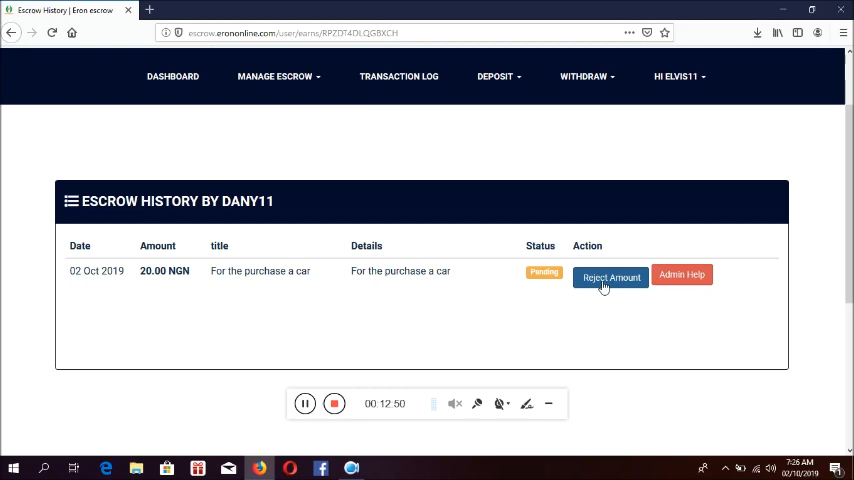 Escrow History | Eron escrow
escrow.erononline.com/user/earns/RPZDT4DLQGBXCH
DASHBOARD MANAGE ESCROW TRANSACTION LOG DEPOSIT WITHDRAW HI ELVIS11
ESCROW HISTORY BY DANY11
Date Amount title Details Status Action
02 Oct 2019 20.00 NGN For the purchase a car For the purchase a car Pending Reject Amount Admin Help
00:12:50
7:26 AM
02/10/2019
1